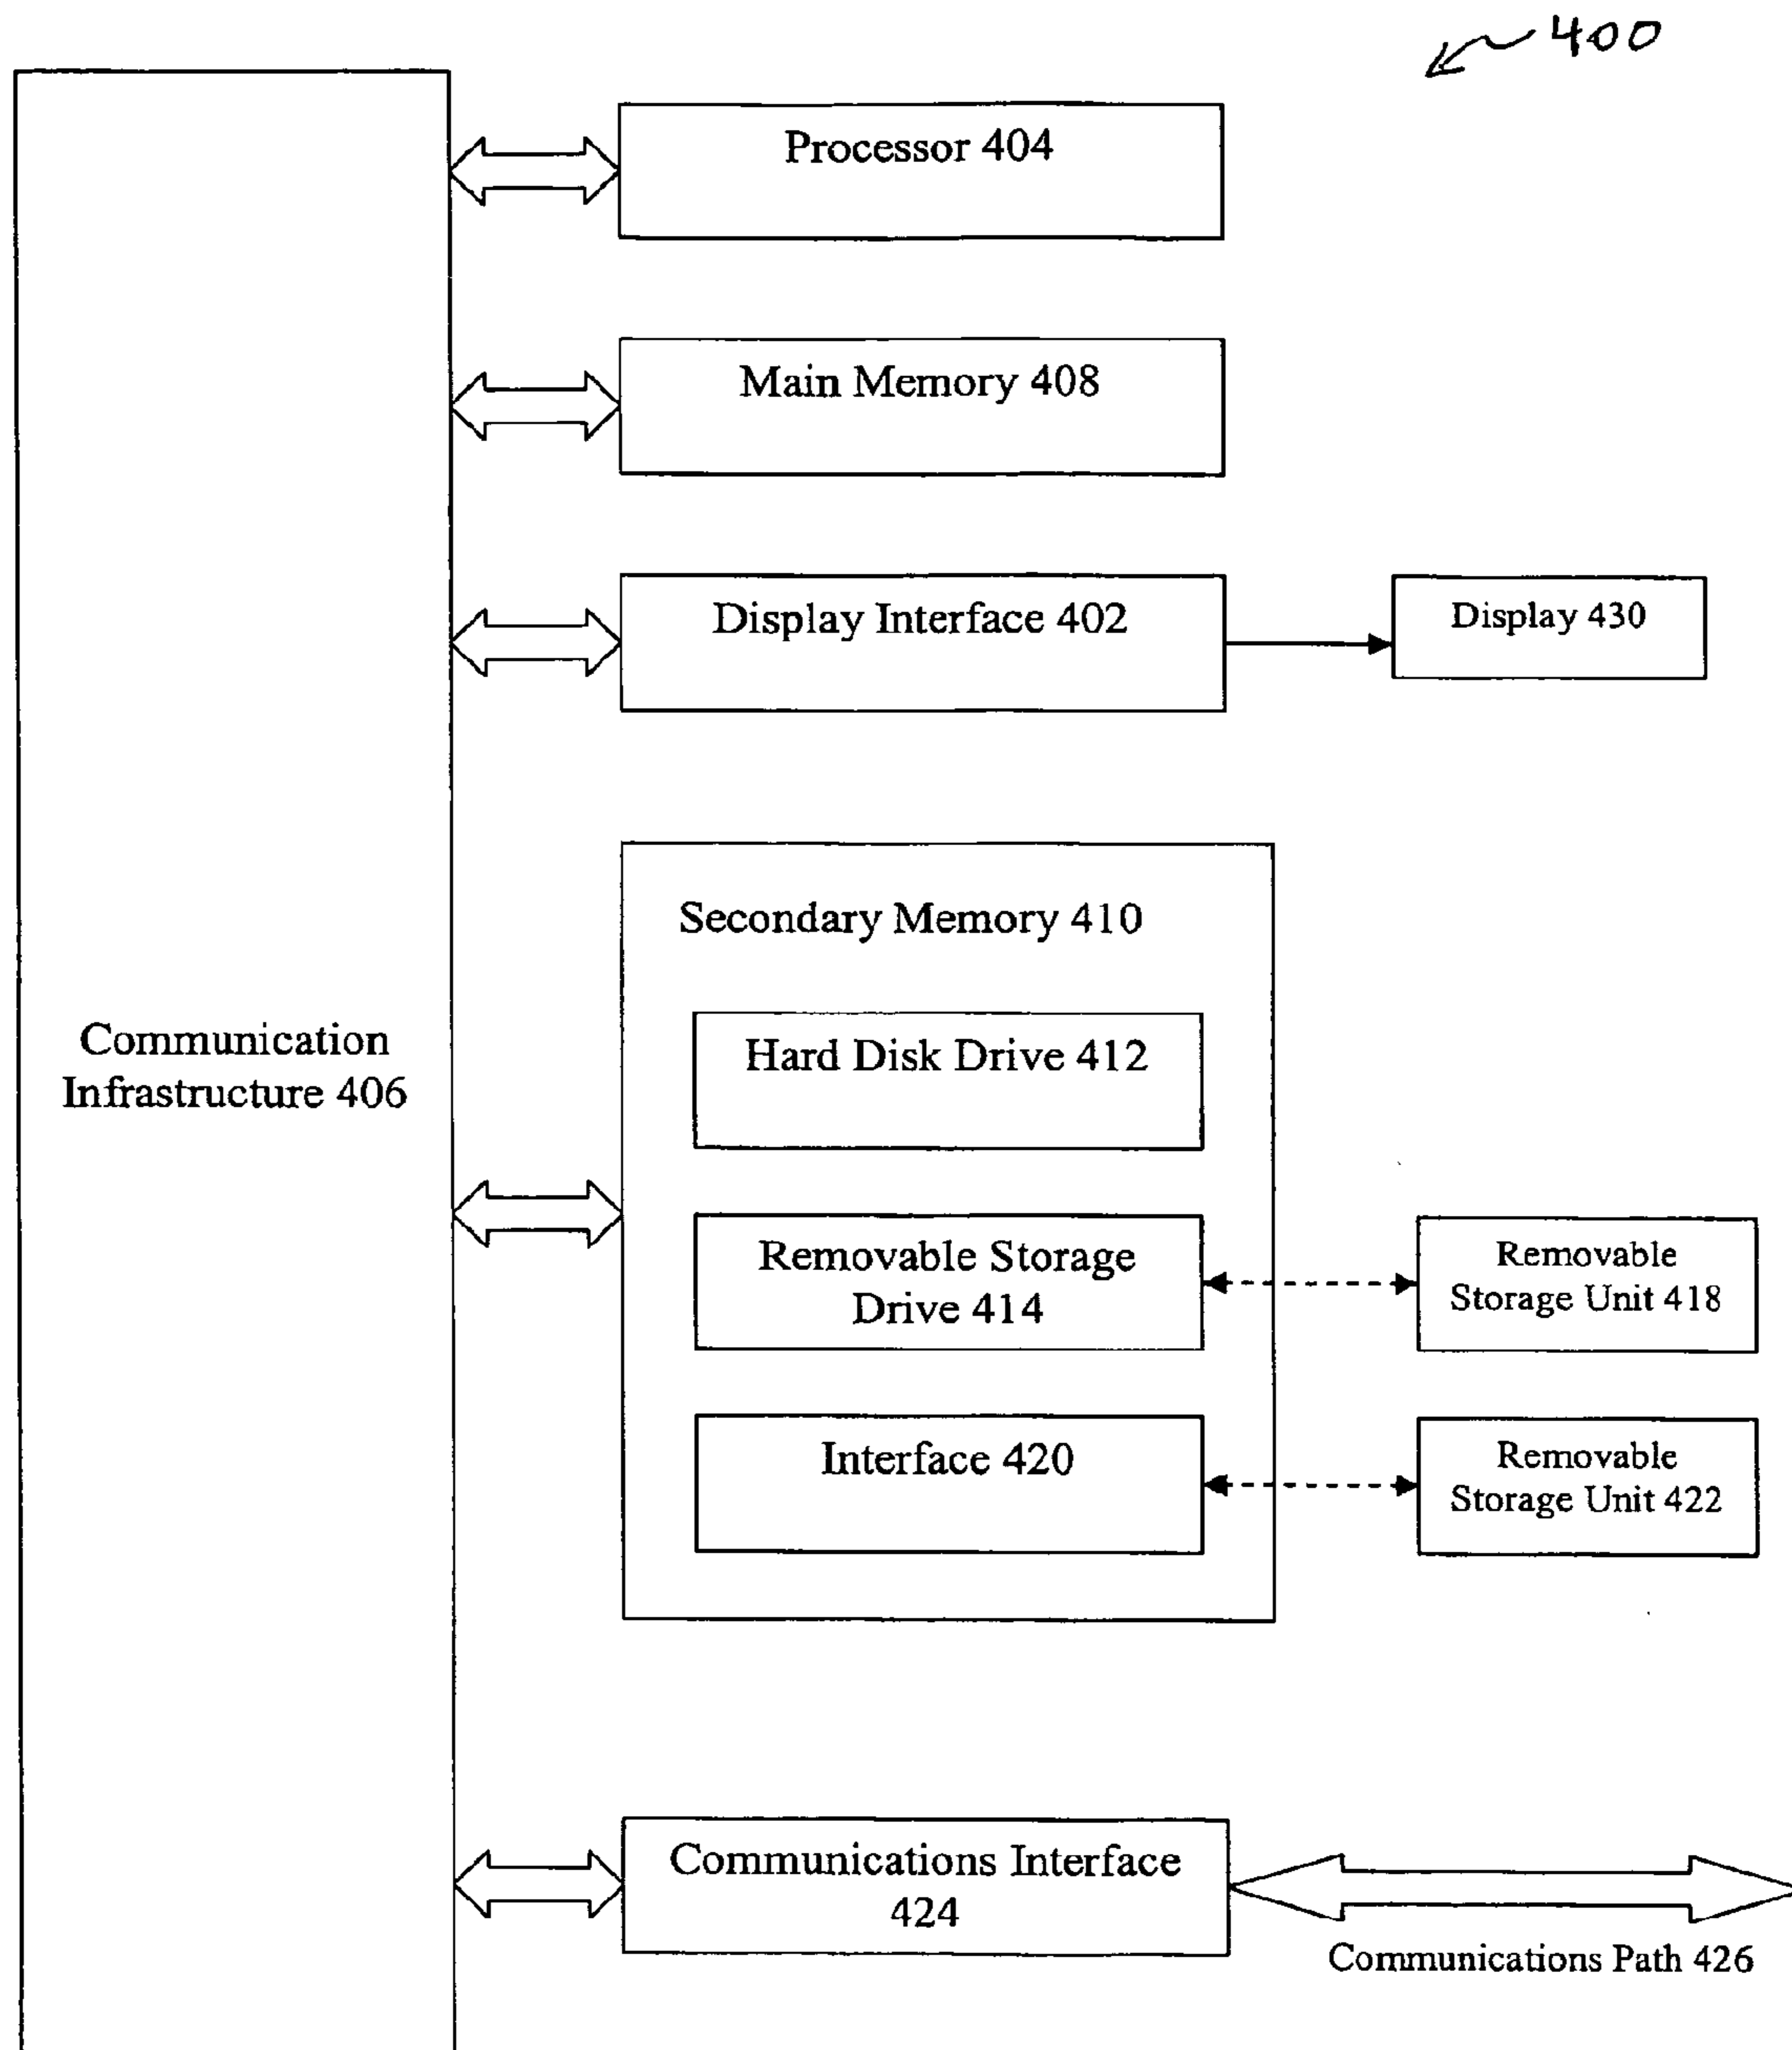 400
Processor 404
Main Memory 408
Display Interface 402
Display 430
Secondary Memory 410
Communication
Infrastructure 406
Hard Disk Drive 412
Removable Storage
Drive 414
Removable
Storage Unit 418
Interface 420
Removable
Storage Unit 422
Communications Interface
424
Communications Path 426